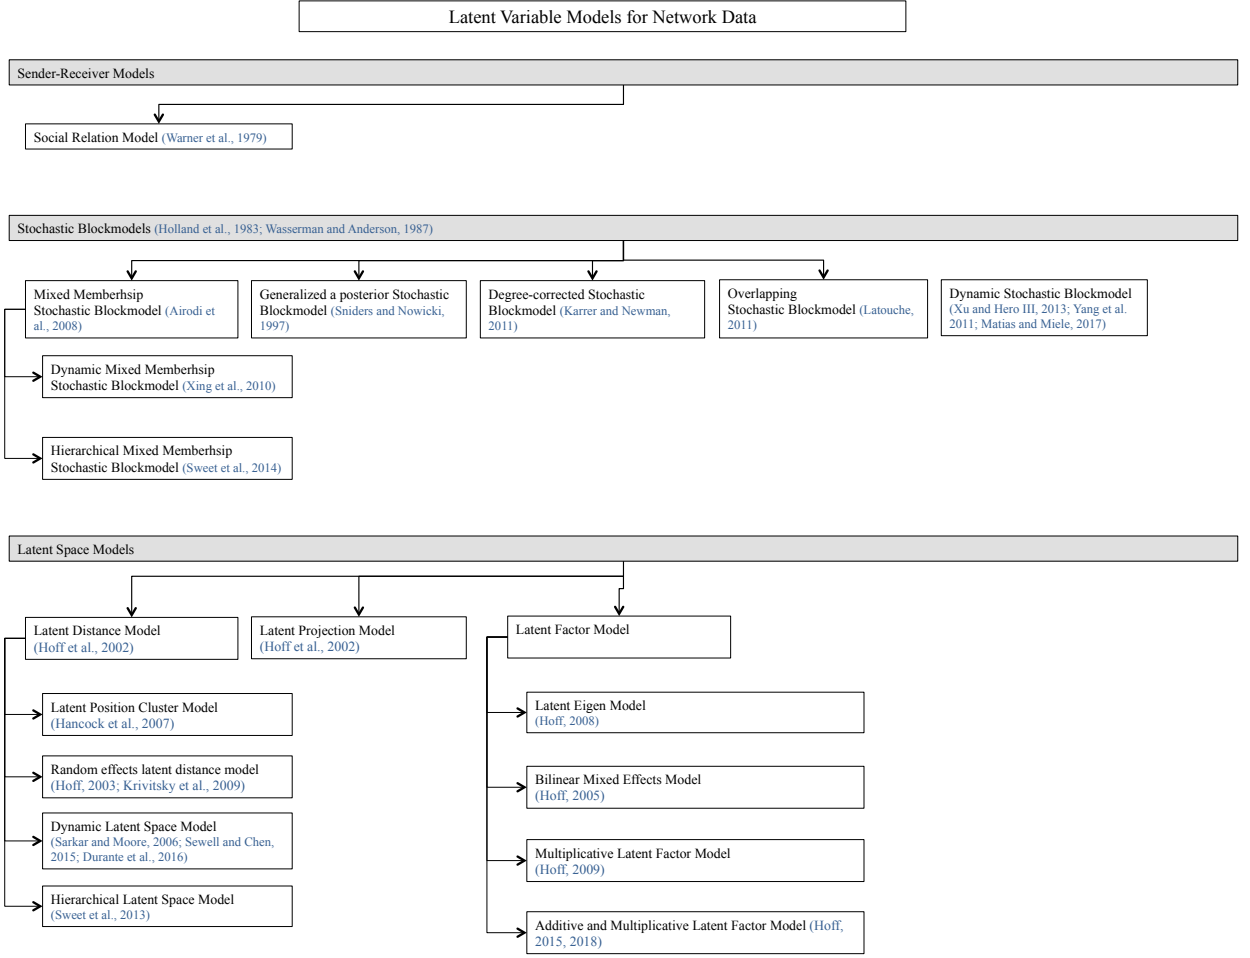 Latent Variable Models for Network Data
Sender-Receiver Models
Social Relation Model (Warner et al., 1979)
Stochastic Blockmodels (Holland et al., 1983; Wasserman and Anderson, 1987)
Mixed Memberhsip
Stochastic Blockmodel (Airodi et
al., 2008)
Generalized a posterior Stochastic
Blockmodel (Sniders and Nowicki,
1997)
Degree-corrected Stochastic
Blockmodel (Karrer and Newman,
2011)
Overlapping
Stochastic Blockmodel (Latouche,
2011)
Dynamic Stochastic Blockmodel
(Xu and Hero III, 2013; Yang et al.
2011; Matias and Miele, 2017)
Dynamic Mixed Memberhsip
Stochastic Blockmodel (Xing et al., 2010)
Hierarchical Mixed Memberhsip
Stochastic Blockmodel (Sweet et al., 2014)
Latent Space Models
Latent Distance Model
(Hoff et al., 2002)
Latent Projection Model
(Hoff et al., 2002)
Latent Factor Model
Latent Position Cluster Model
(Hancock et al., 2007)
Random effects latent distance model
(Hoff, 2003; Krivitsky et al., 2009)
Dynamic Latent Space Model
(Sarkar and Moore, 2006; Sewell and Chen,
2015; Durante et al., 2016)
Hierarchical Latent Space Model
(Sweet et al., 2013)
Latent Eigen Model
(Hoff, 2008)
Bilinear Mixed Effects Model
(Hoff, 2005)
Multiplicative Latent Factor Model
(Hoff, 2009)
Additive and Multiplicative Latent Factor Model (Hoff,
2015, 2018)